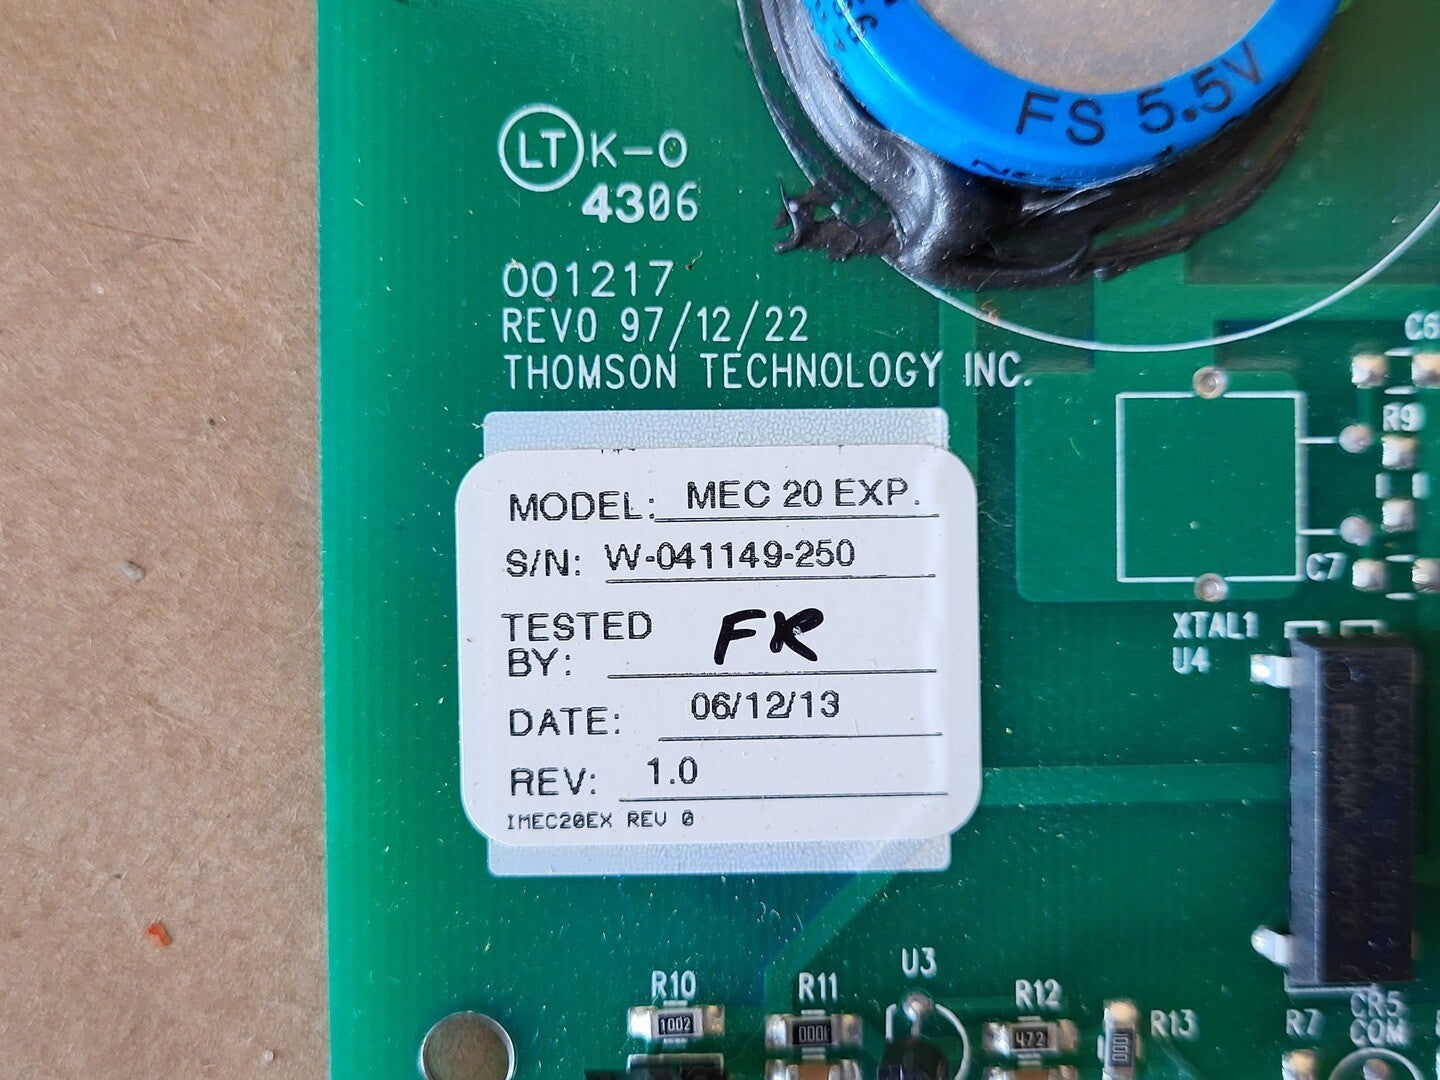 FS 5.5V
LT K-0
4306
001217
REV0 97/12/22
THOMSON TECHNOLOGY INC.
MODEL: MEC 20 EXP.
S/N: W-041149-250
TESTED
BY: FR
DATE: 06/12/13
REV: 1.0
IMEC20EX REV 0
C6
R9
C7
XTAL1
U4
EPSON
U3
R10
R11
R12
R13
R7
CR5
COM
1002
472